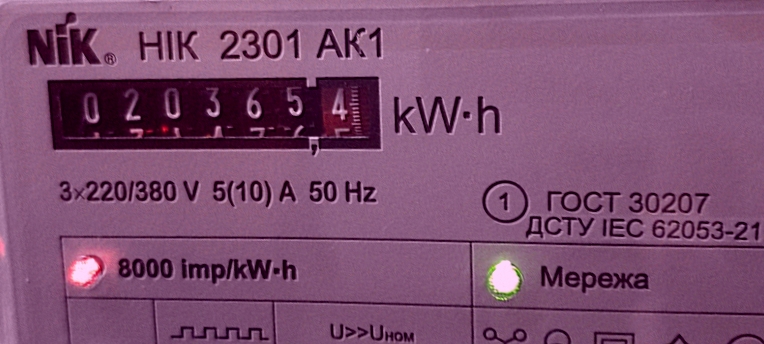 NiK® НІК 2301 АК1
0 2 0 3 6 5,4 kW·h
3×220/380 V 5(10) A 50 Hz
1 ГОСТ 30207
ДСТУ IEC 62053-21
8000 imp/kW·h Мережа
U>>Uном